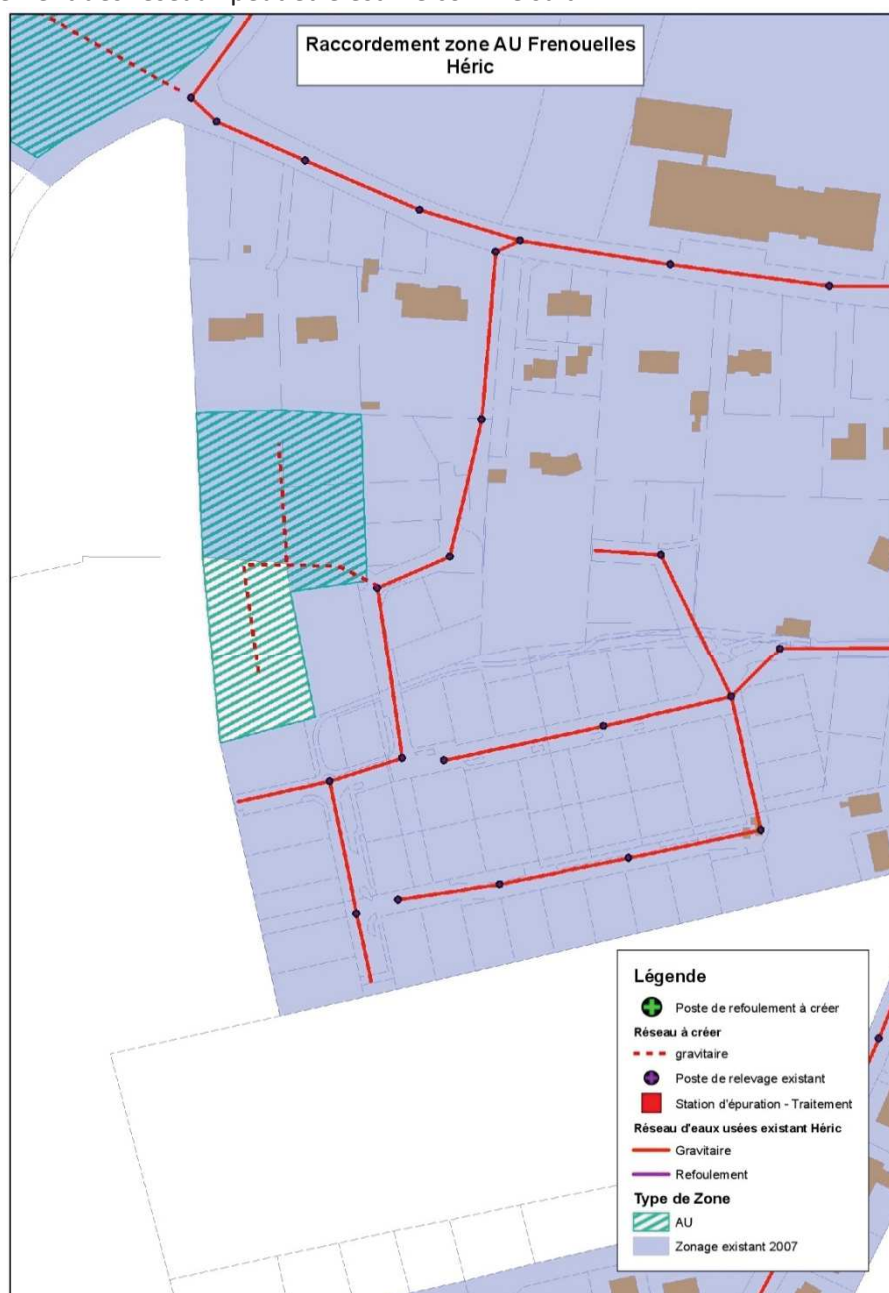 Raccordement zone AU Frenouelles
Héric
Légende
Poste de refoulement à créer
Réseau à créer
gravitaire
Poste de relevage existant
Station d'épuration - Traitement
Réseau d'eaux usées existant Héric
Gravitaire
Refoulement
Type de Zone
AU
Zonage existant 2007